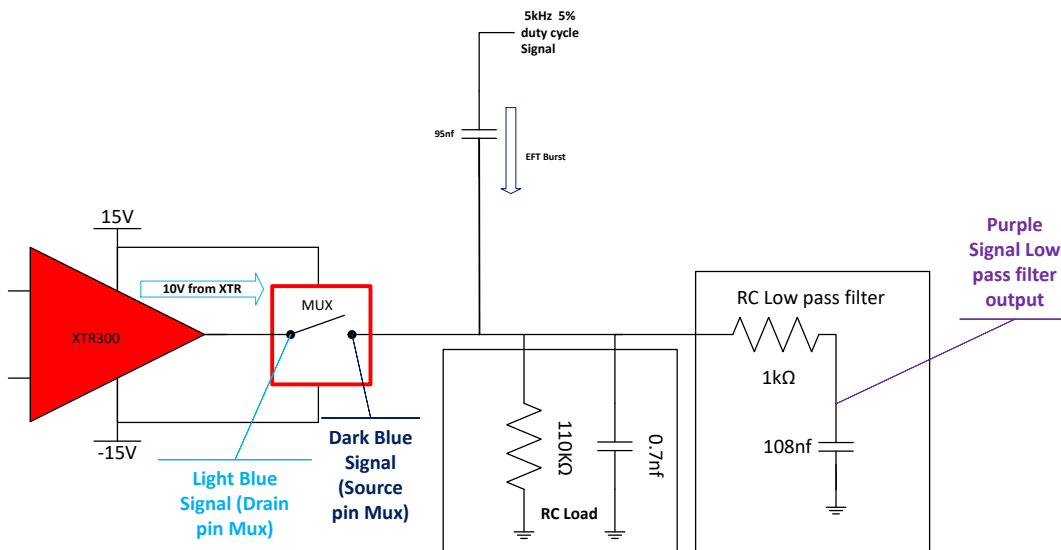 5kHz  5%
duty cycle
Signal
95nf
EFT Burst
15V
10V from XTR
MUX
XTR300
-15V
Purple
Signal Low
pass filter
output
RC Low pass filter
1kΩ
108nf
110KΩ
0.7nf
RC Load
Dark Blue
Signal
(Source
pin Mux)
Light Blue
Signal (Drain
pin Mux)